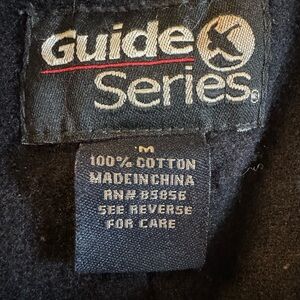 Guide
Series®
M
100% COTTON
MADE IN CHINA
RN# 85856
SEE REVERSE
FOR CARE